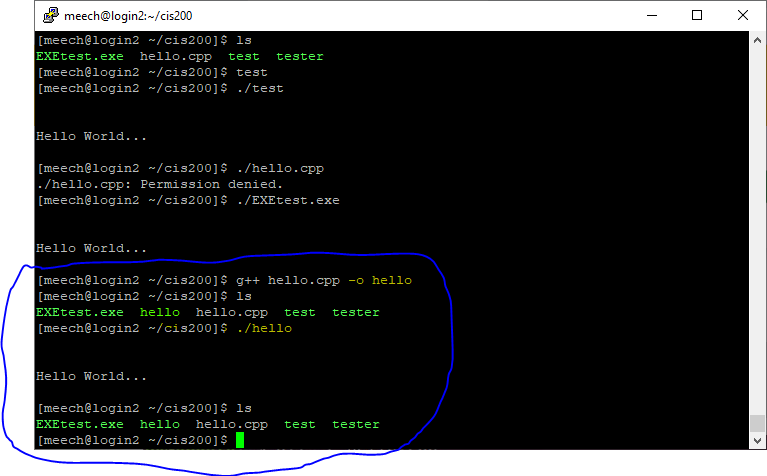 meech@login2:~/cis200
[meech@login2 ~/cis200]$ ls
EXEtest.exe hello.cpp test tester
[meech@login2 ~/cis200]$ test
[meech@login2 ~/cis200]$ ./test
Hello World...
[meech@login2 ~/cis200]$ ./hello.cpp
./hello.cpp: Permission denied.
[meech@login2 ~/cis200]$ ./EXEtest.exe
Hello World...
[meech@login2 ~/cis200]$ g++ hello.cpp -o hello
[meech@login2 ~/cis200]$ ls
EXEtest.exe hello hello.cpp test tester
[meech@login2 ~/cis200]$ ./hello
Hello World...
[meech@login2 ~/cis200]$ ls
EXEtest.exe hello hello.cpp test tester
[meech@login2 ~/cis200]$